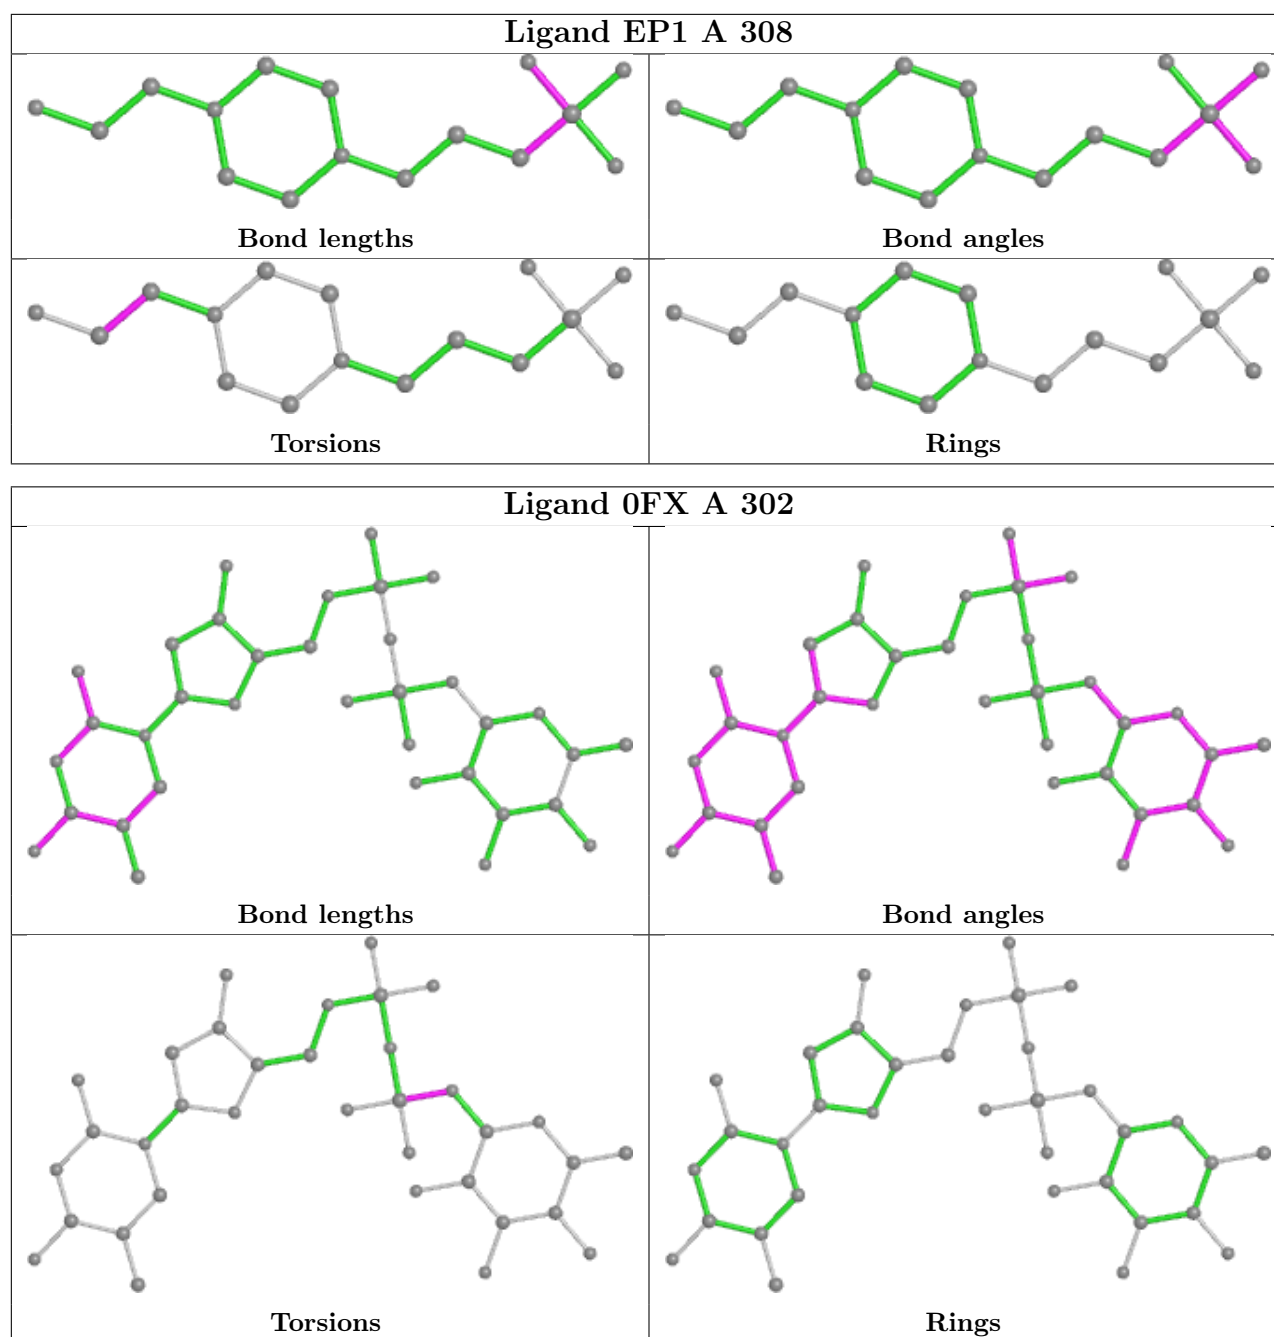 Ligand EP1 A 308
Bond lengths
Bond angles
Torsions
Rings
Ligand 0FX A 302
Bond lengths
Bond angles
Torsions
Rings